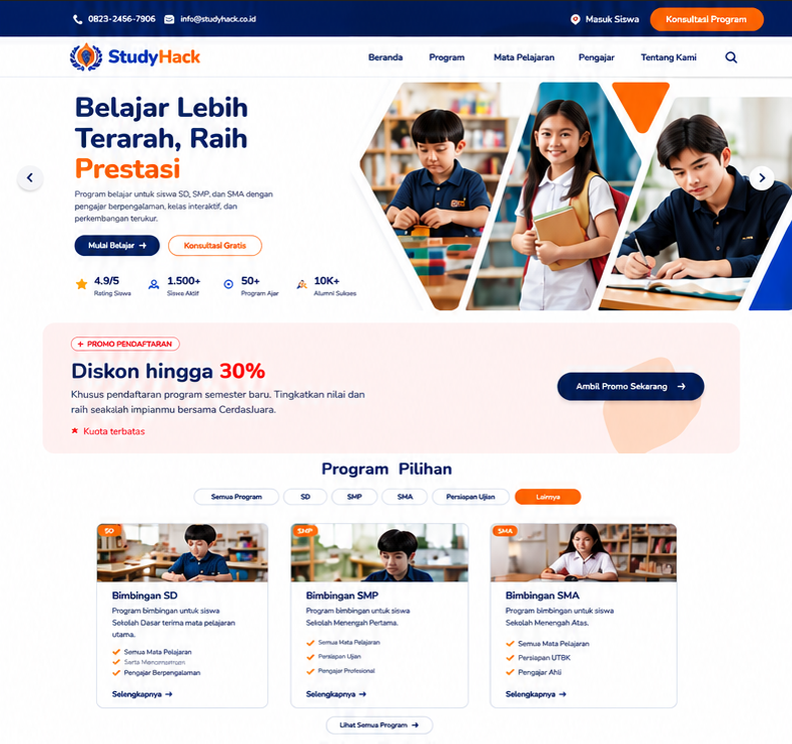 0823-2456-7906 info@studyhack.co.id Masuk Siswa Konsultasi Program
StudyHack Beranda Program Mata Pelajaran Pengajar Tentang Kami
Belajar Lebih
Terarah, Raih
Prestasi
Program belajar untuk siswa SD, SMP, dan SMA dengan
pengajar berpengalaman, kelas interaktif, dan
perkembangan terukur.
Mulai Belajar → Konsultasi Gratis
4.9/5 1.500+ 50+ 10K+
Rating Siswa Siswa Aktif Program Ajar Alumni Sukses
+ PROMO PENDAFTARAN
Diskon hingga 30%
Khusus pendaftaran program semester baru. Tingkatkan nilai dan
raih seakalah impianmu bersama CerdasJuara.
Kuota terbatas
Ambil Promo Sekarang →
Program Pilihan
Semua Program SD SMP SMA Persiapan Ujian Lairnya
SD
Bimbingan SD
Program bimbingan untuk siswa
Sekolah Dasar terima mata pelajaran
utama.
Semua Mata Pelajaran
Serta
Pengajar Berpengalaman
Selengkapnya →
SMP
Bimbingan SMP
Program bimbingan untuk siswa
Sekolah Menengah Pertama.
Semua Mata Pelajaran
Persiapan Ujian
Pengajar Profesional
Selengkapnya →
SMA
Bimbingan SMA
Program bimbingan untuk siswa
Sekolah Menengah Atas.
Semua Mata Pelajaran
Persiapan UTBK
Pengajar Ahli
Selengkapnya →
Lihat Semua Program →